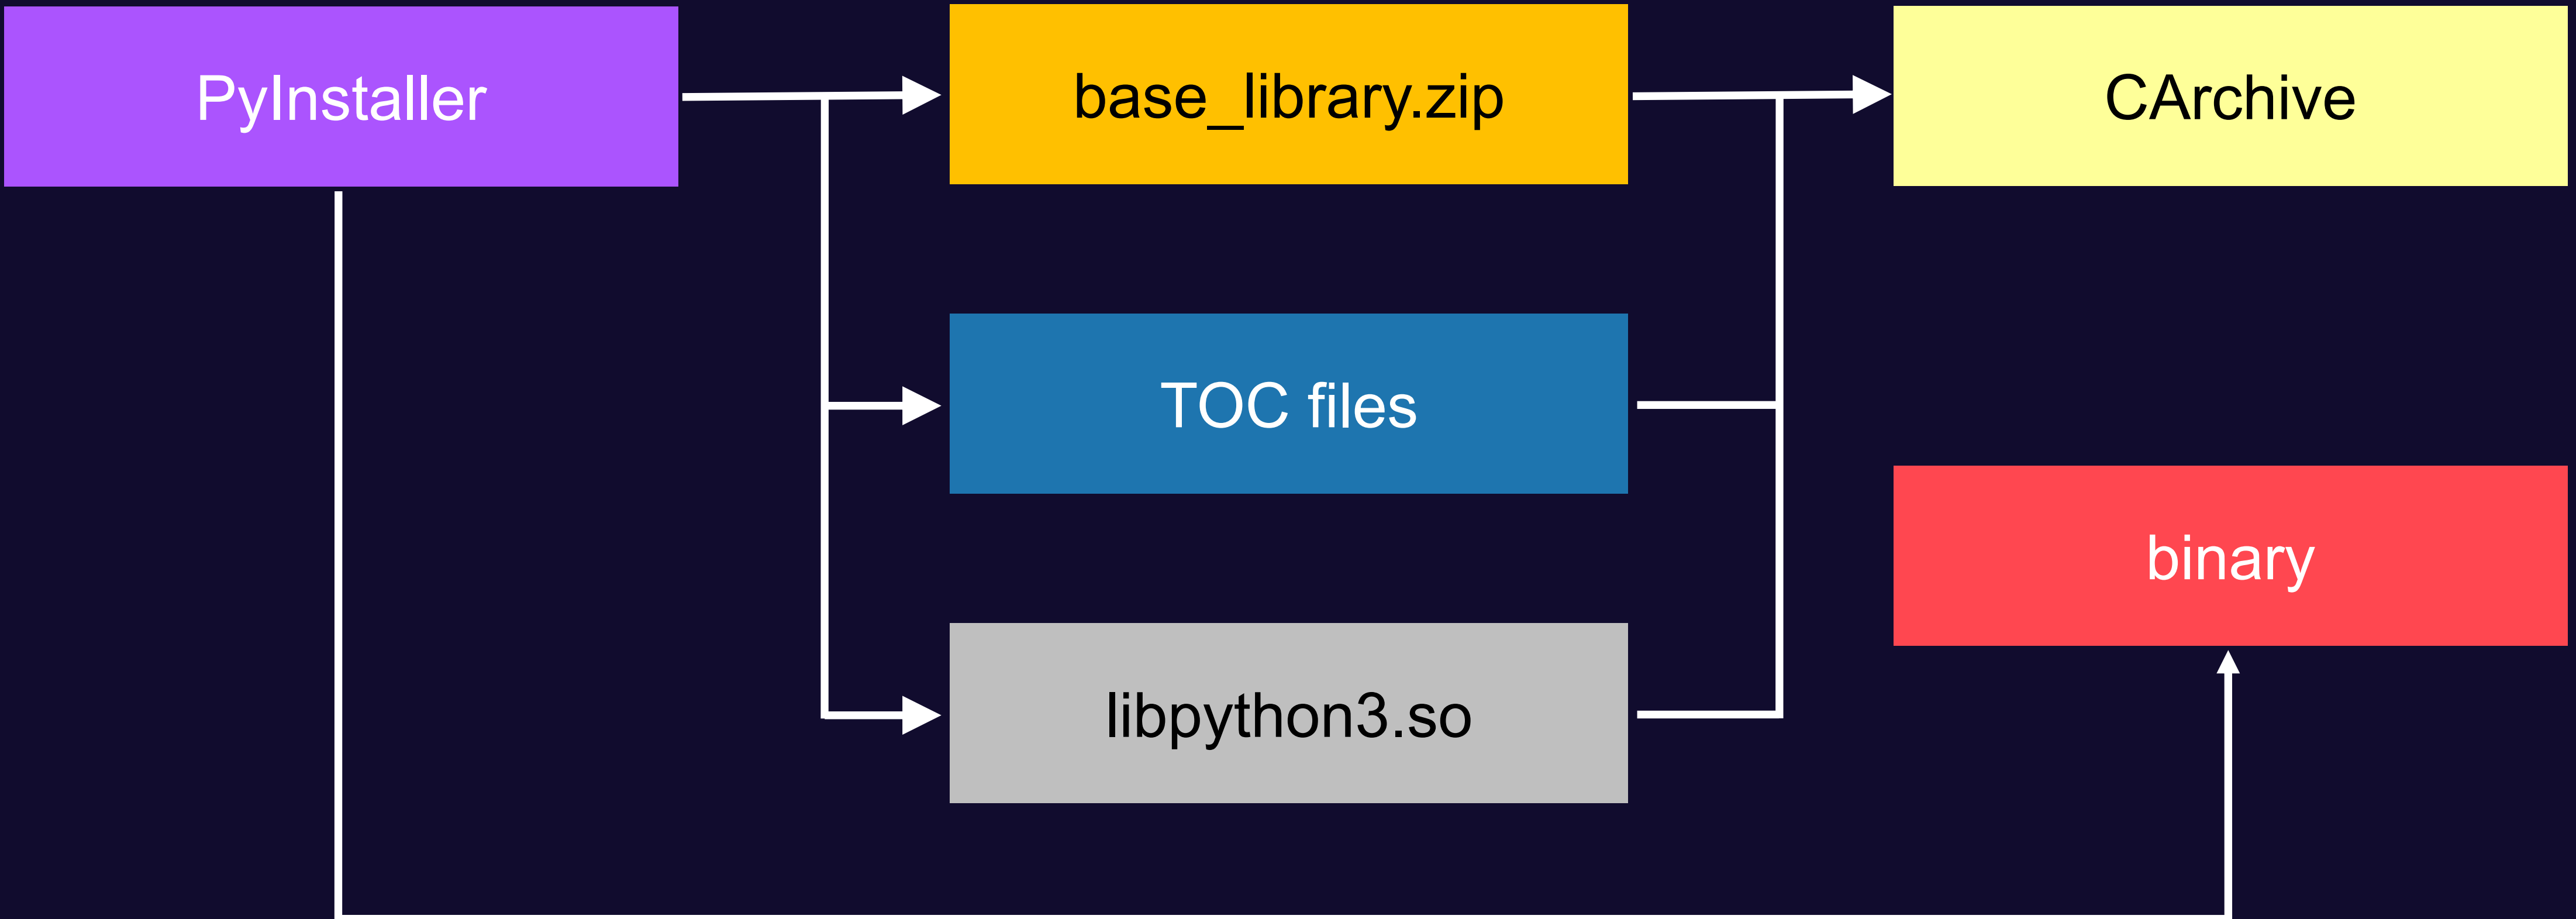 PyInstaller
base_library.zip
CArchive
TOC files
binary
libpython3.so